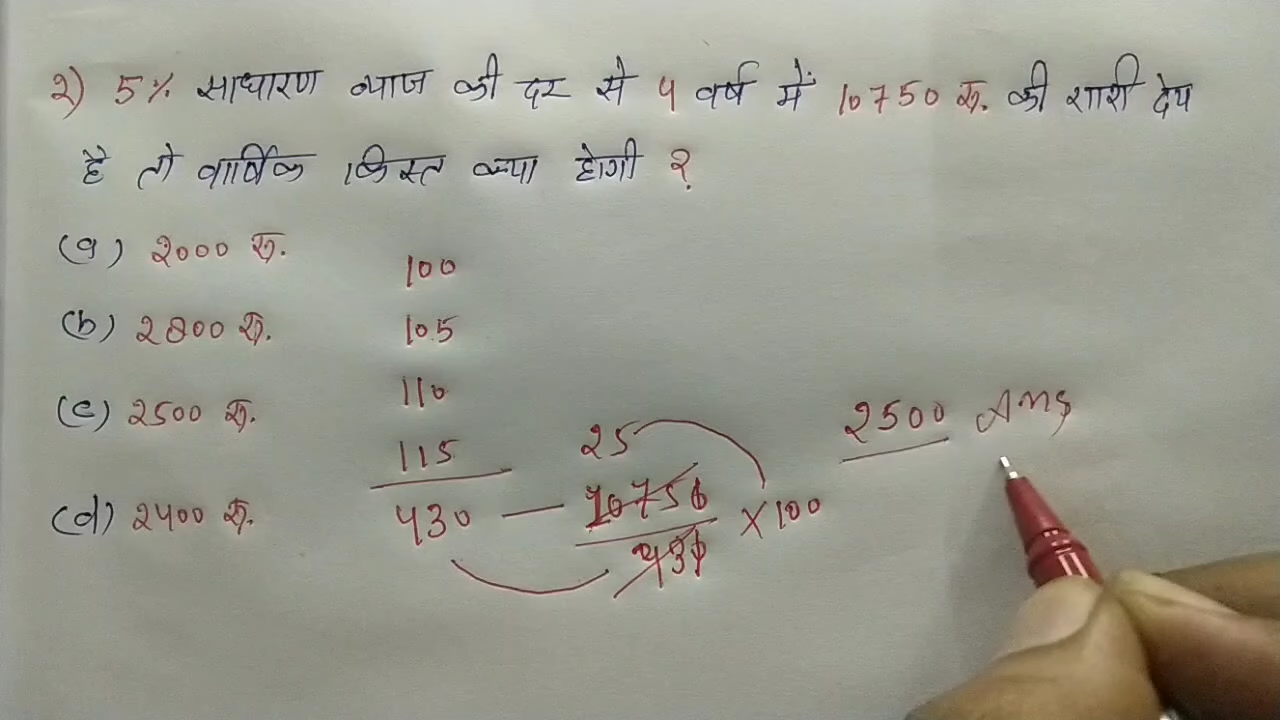 2) 5% साधारण ब्याज की दर से 4 वर्ष में 10750 रु. की राशी देय
है तो वार्षिक किस्त क्या होगी ?
(a) 2000 रु.
(b) 2800 रु.
(c) 2500 रु.
(d) 2400 रु.
100
105
110
115
430 — 10750 × 100
430
25
2500 Ans